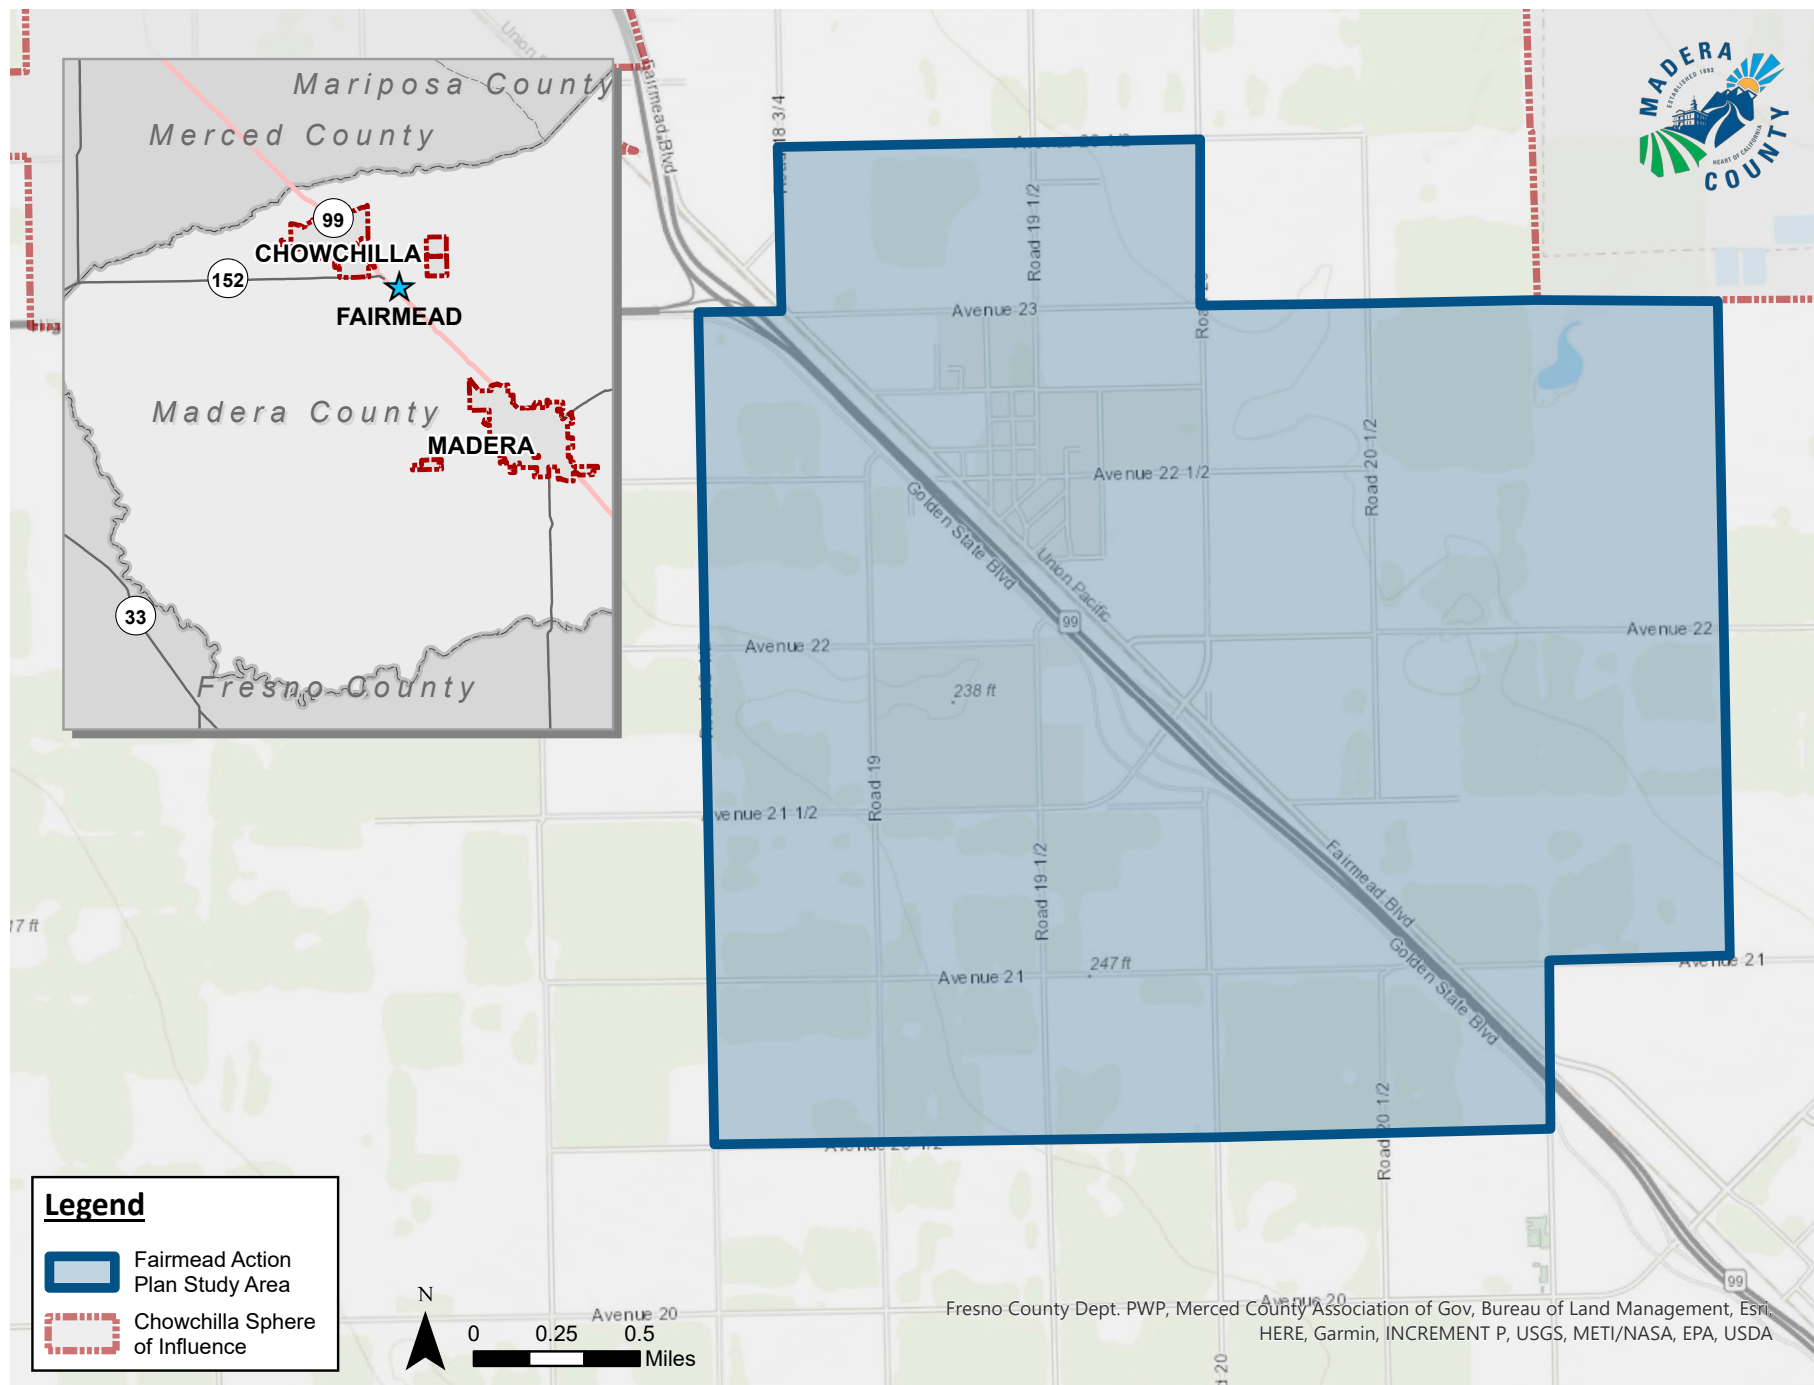 Mariposa County
Merced County
99
CHOWCHILLA
152
FAIRMEAD
Madera County
MADERA
33
Fresno County
Fairmead Blvd
MADERA
ESTABLISHED 1893
HEART OF CALIFORNIA
COUNTY
Road 19 1/2
Avenue 23
Road 20 1/2
Avenue 22 1/2
Golden State Blvd
Union Pacific
99
Avenue 22
Avenue 22
238 ft
Road 19
Avenue 21 1/2
Road 19 1/2
Fairmead Blvd
Golden State Blvd
17 ft
Avenue 21
247 ft
Avenue 21
Road 20 1/2
99
Avenue 20
Avenue 20
Legend
Fairmead Action
Plan Study Area
Chowchilla Sphere
of Influence
N
0 0.25 0.5
Miles
Fresno County Dept. PWP, Merced County Association of Gov, Bureau of Land Management, Esri,
HERE, Garmin, INCREMENT P, USGS, METI/NASA, EPA, USDA